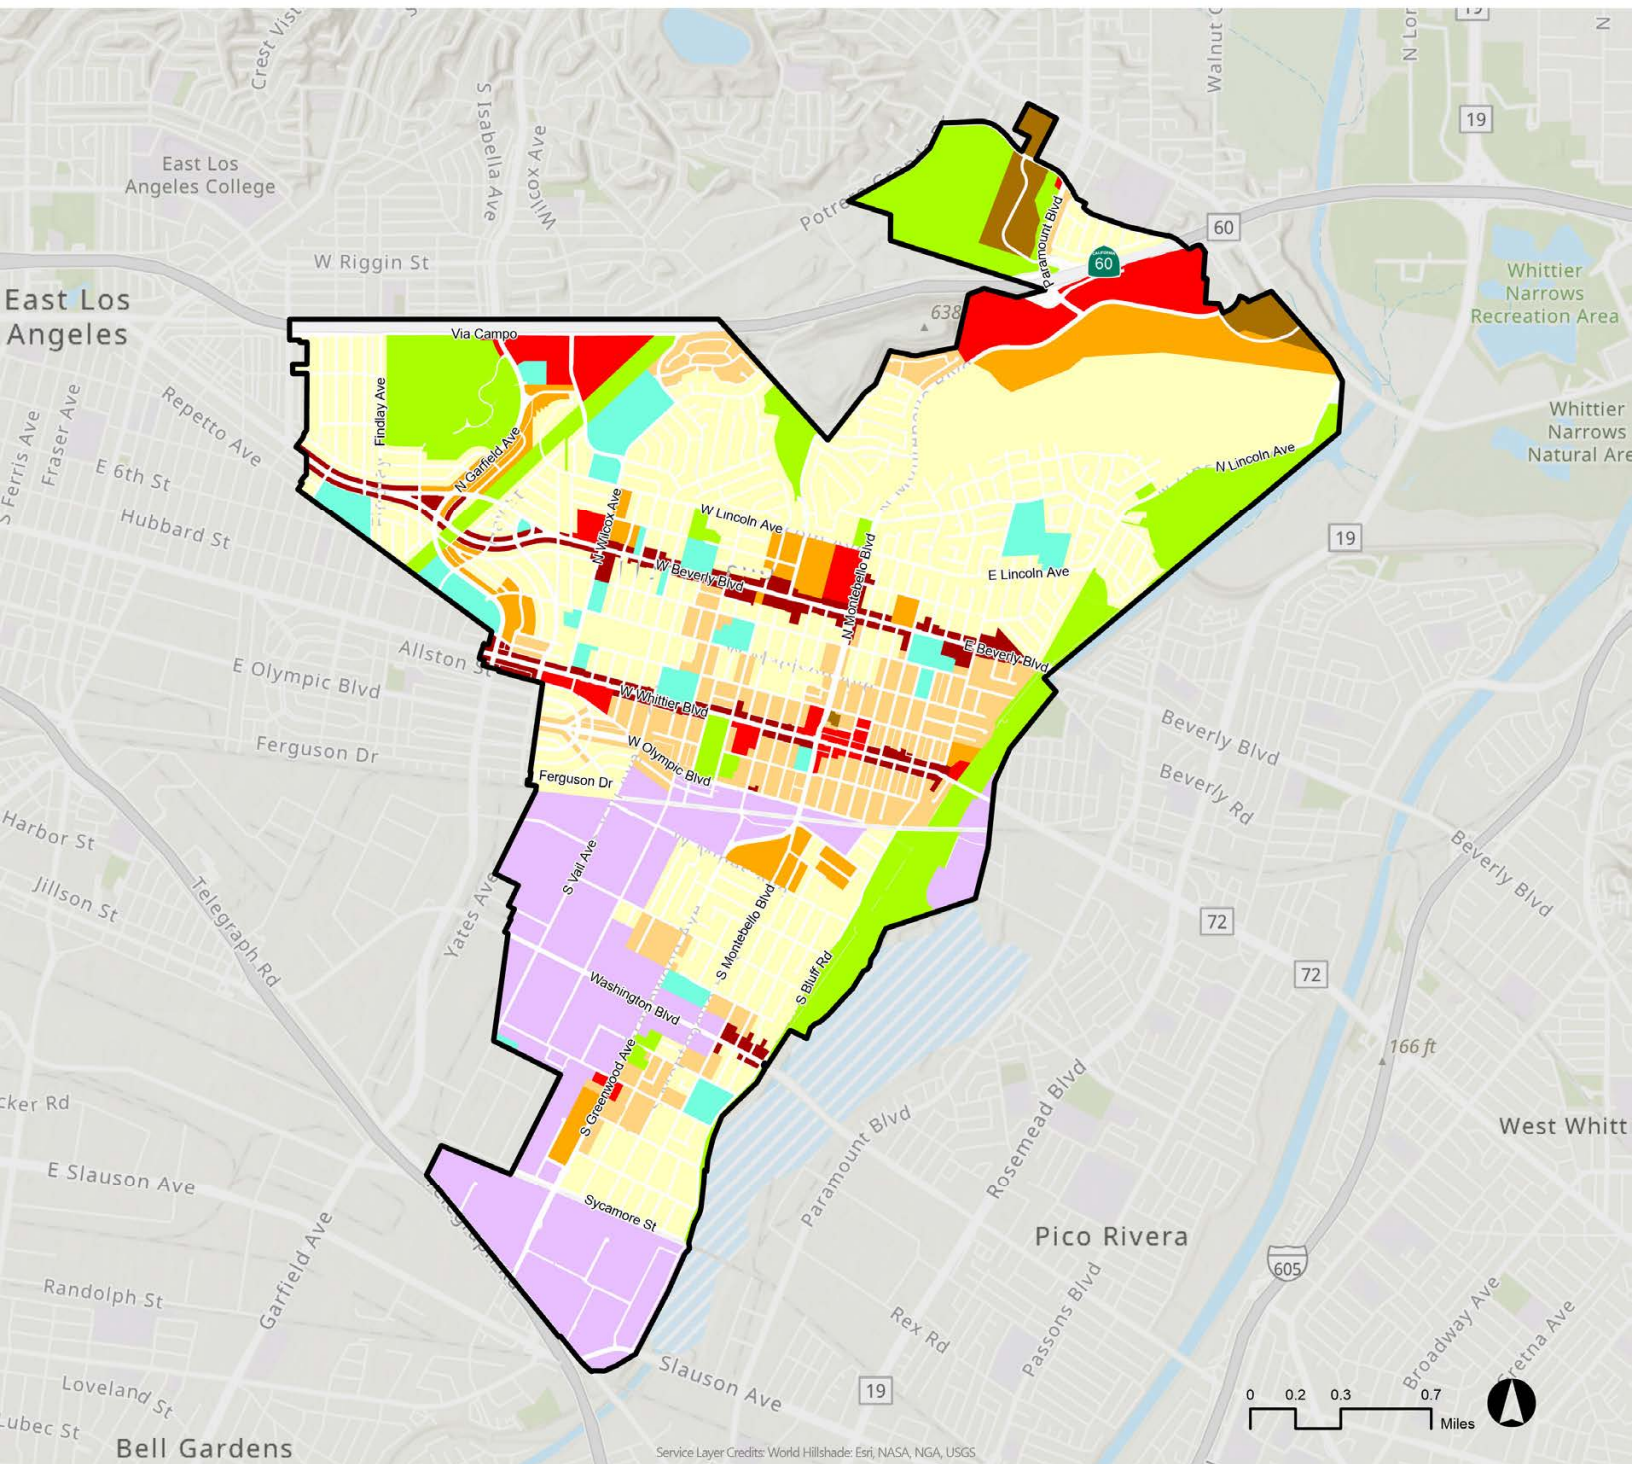 19
Crest Vist
S Isabella Ave
Wilcox Ave
Walnut G
N Lor
19
East Los
Angeles College
Potrero Gran
Paramount Blvd
60
CALIFORNIA
60
W Riggin St
East Los
Angeles
638
Whittier
Narrows
Recreation Area
Via Campo
Findlay Ave
Repetto Ave
Fraser Ave
S Ferris Ave
N Garfield Ave
Whittier
Narrows
Natural Are
N Lincoln Ave
E 6th St
Hubbard St
N Wilcox Ave
W Lincoln Ave
19
W Beverly Blvd
N Montebello Blvd
E Lincoln Ave
Allston St
E Olympic Blvd
E Beverly Blvd
W Whittier Blvd
Ferguson Dr
W Olympic Blvd
Ferguson Dr
Beverly Blvd
Beverly Rd
Harbor St
Jillson St
S Vail Ave
Telegraph Rd
Yates Ave
Beverly Blvd
S Montebello Blvd
72
72
S Bluff Rd
Washington Blvd
166 ft
cker Rd
S Greenwood Ave
Paramount Blvd
Rosemead Blvd
West Whitt
E Slauson Ave
Sycamore St
Pico Rivera
605
Randolph St
Garfield Ave
Passons Blvd
Rex Rd
Broadway Ave
Gretna Ave
Slauson Ave
19
Loveland St
Lubec St
Bell Gardens
0 0.2 0.3 0.7
Miles
Service Layer Credits: World Hillshade: Esri, NASA, NGA, USGS